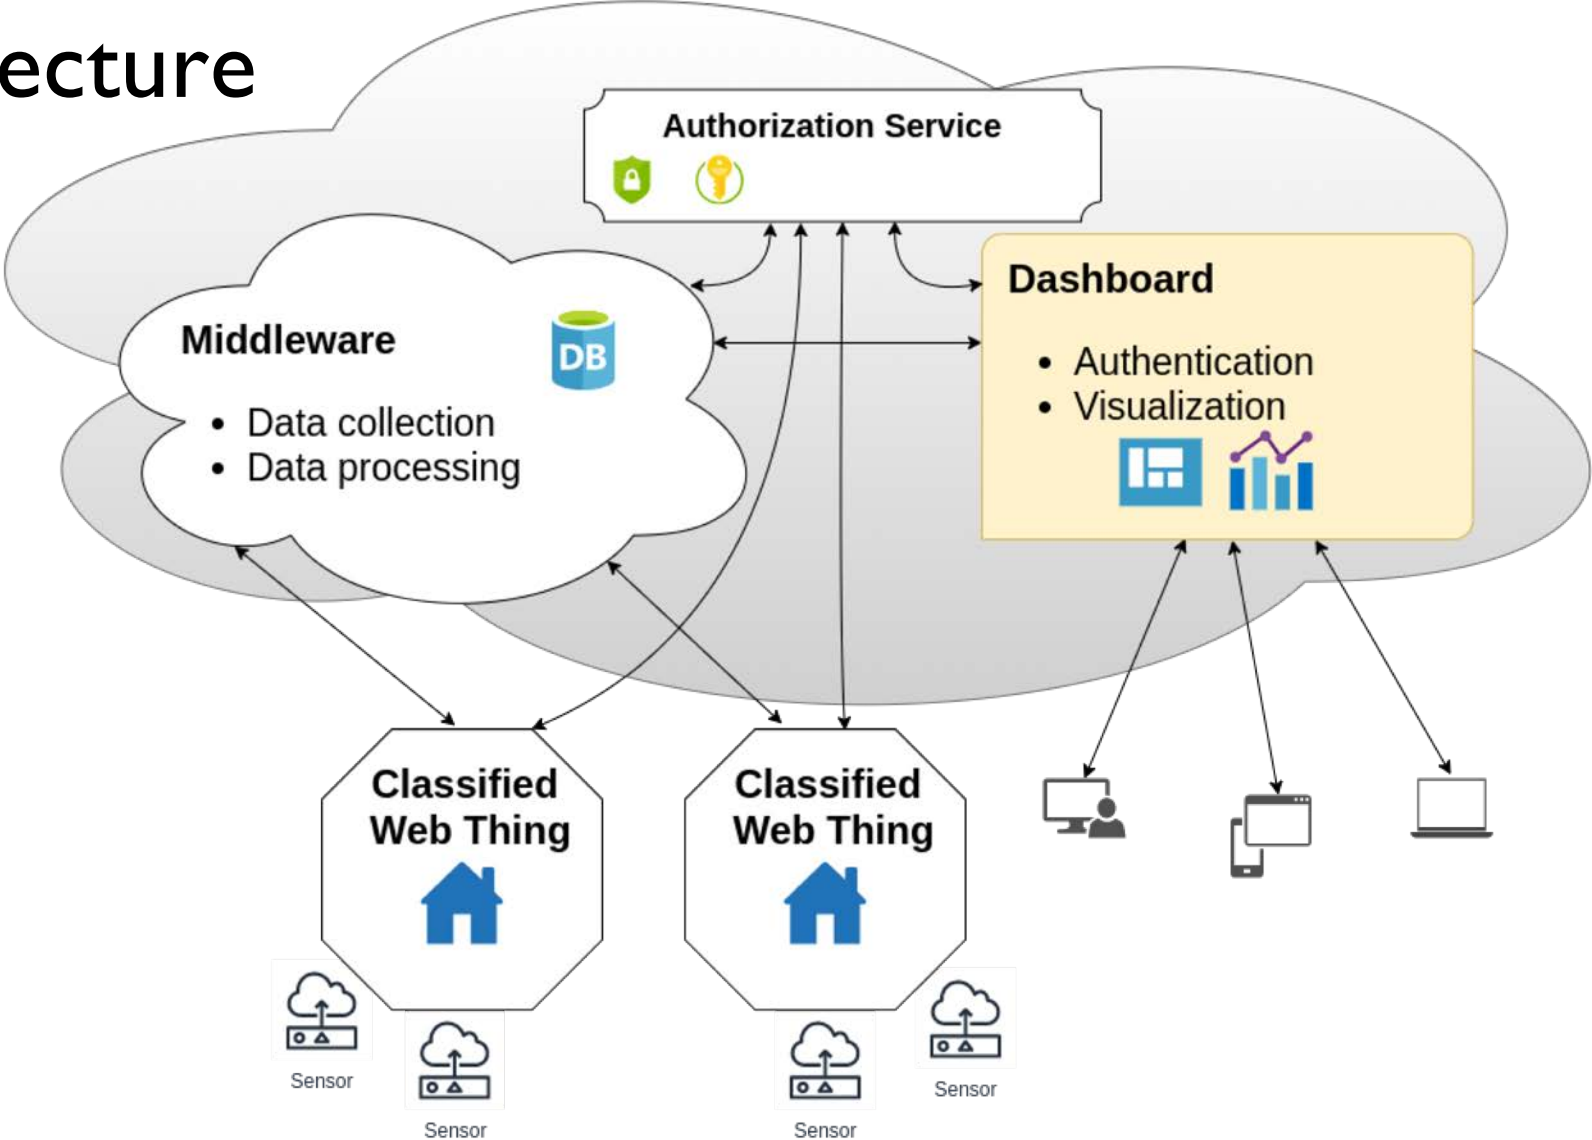 ecture
Authorization Service
Middleware
DB
• Data collection
• Data processing
Dashboard
• Authentication
• Visualization
Classified
Web Thing
Classified
Web Thing
Sensor
Sensor
Sensor
Sensor